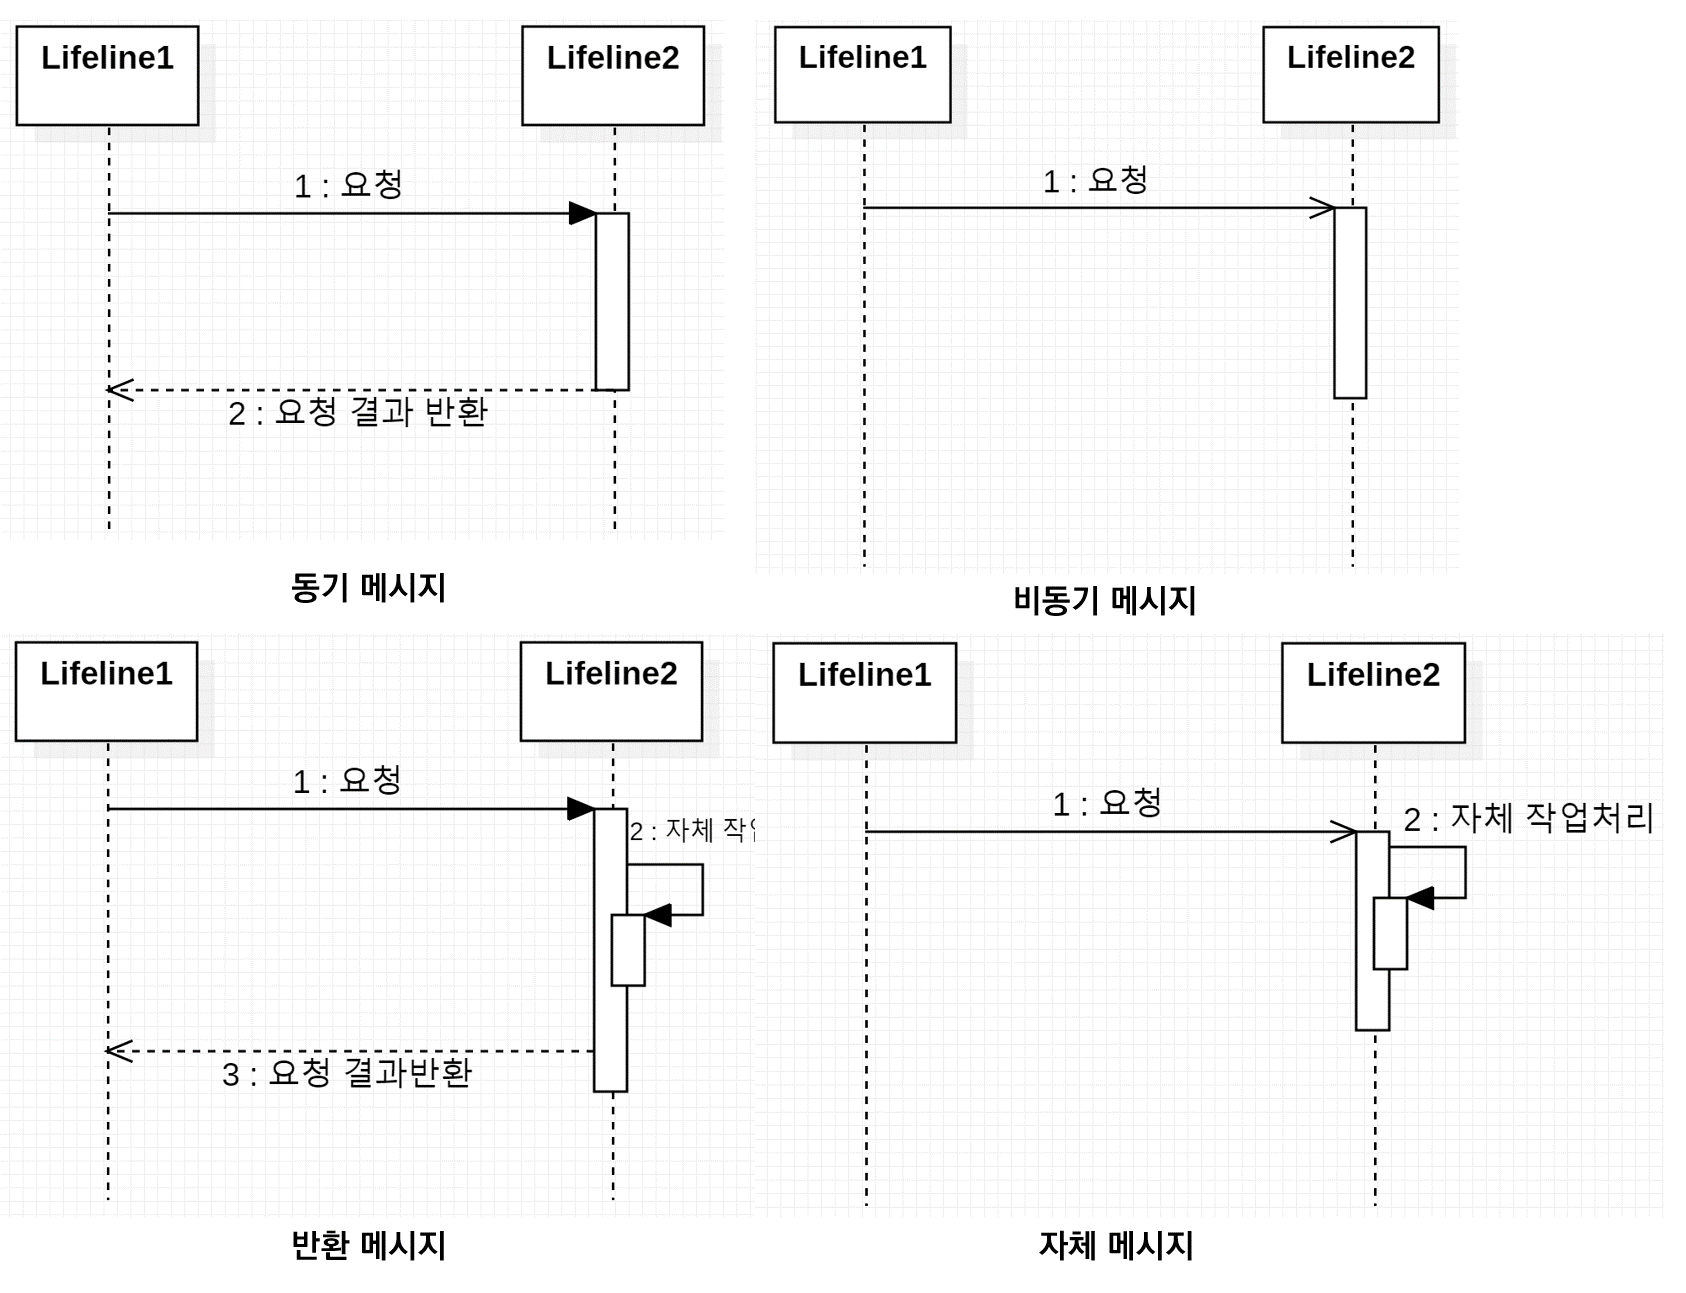 Lifeline1
Lifeline2
1 : 요청
2 : 요청 결과 반환
동기 메시지
Lifeline1
Lifeline2
1 : 요청
비동기 메시지
Lifeline1
Lifeline2
1 : 요청
2 : 자체
3 : 요청 결과반환
반환 메시지
Lifeline1
Lifeline2
1 : 요청
2 : 자체 작업처리
자체 메시지